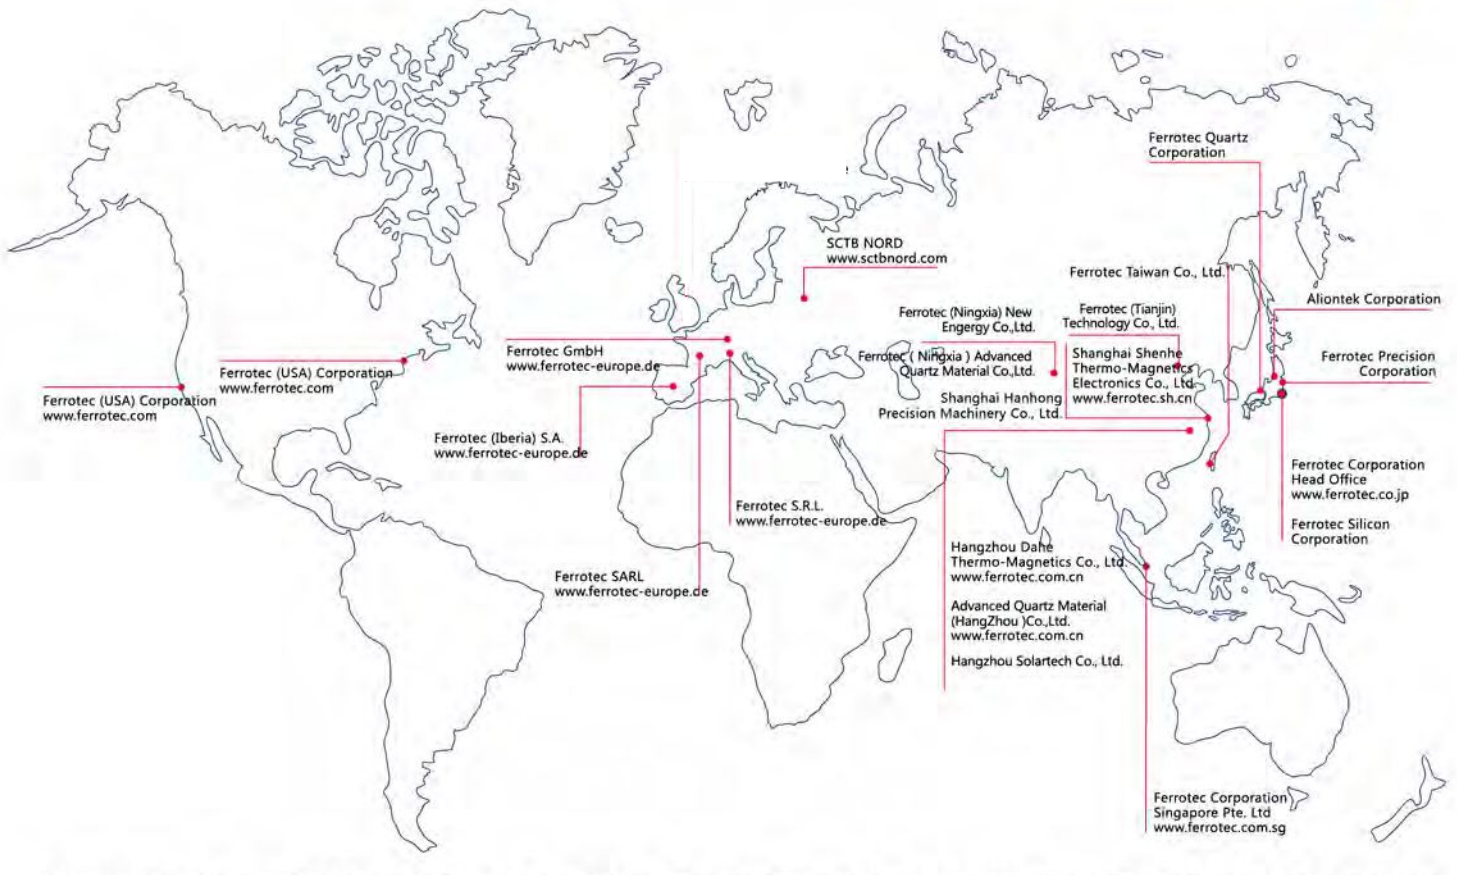 Ferrotec Quartz
Corporation
SCTB NORD
www.sctbnord.com
Ferrotec Taiwan Co., Ltd.
Aliontek Corporation
Ferrotec (Ningxia) New
Engergy Co.,Ltd.
Ferrotec (Tianjin)
Technology Co., Ltd.
Ferrotec GmbH
www.ferrotec-europe.de
Ferrotec ( Ningxia ) Advanced
Quartz Material Co.,Ltd.
Shanghai Shenhe
Thermo-Magnetics
Electronics Co., Ltd.
www.ferrotec.sh.cn
Ferrotec Precision
Corporation
Ferrotec (USA) Corporation
www.ferrotec.com
Ferrotec (USA) Corporation
www.ferrotec.com
Shanghai Hanhong
Precision Machinery Co., Ltd.
Ferrotec (Iberia) S.A.
www.ferrotec-europe.de
Ferrotec Corporation
Head Office
www.ferrotec.co.jp
Ferrotec S.R.L.
www.ferrotec-europe.de
Ferrotec Silicon
Corporation
Hangzhou Dahe
Thermo-Magnetics Co., Ltd.
www.ferrotec.com.cn
Ferrotec SARL
www.ferrotec-europe.de
Advanced Quartz Material
(HangZhou )Co.,Ltd.
www.ferrotec.com.cn
Hangzhou Solartech Co., Ltd.
Ferrotec Corporation
Singapore Pte. Ltd
www.ferrotec.com.sg